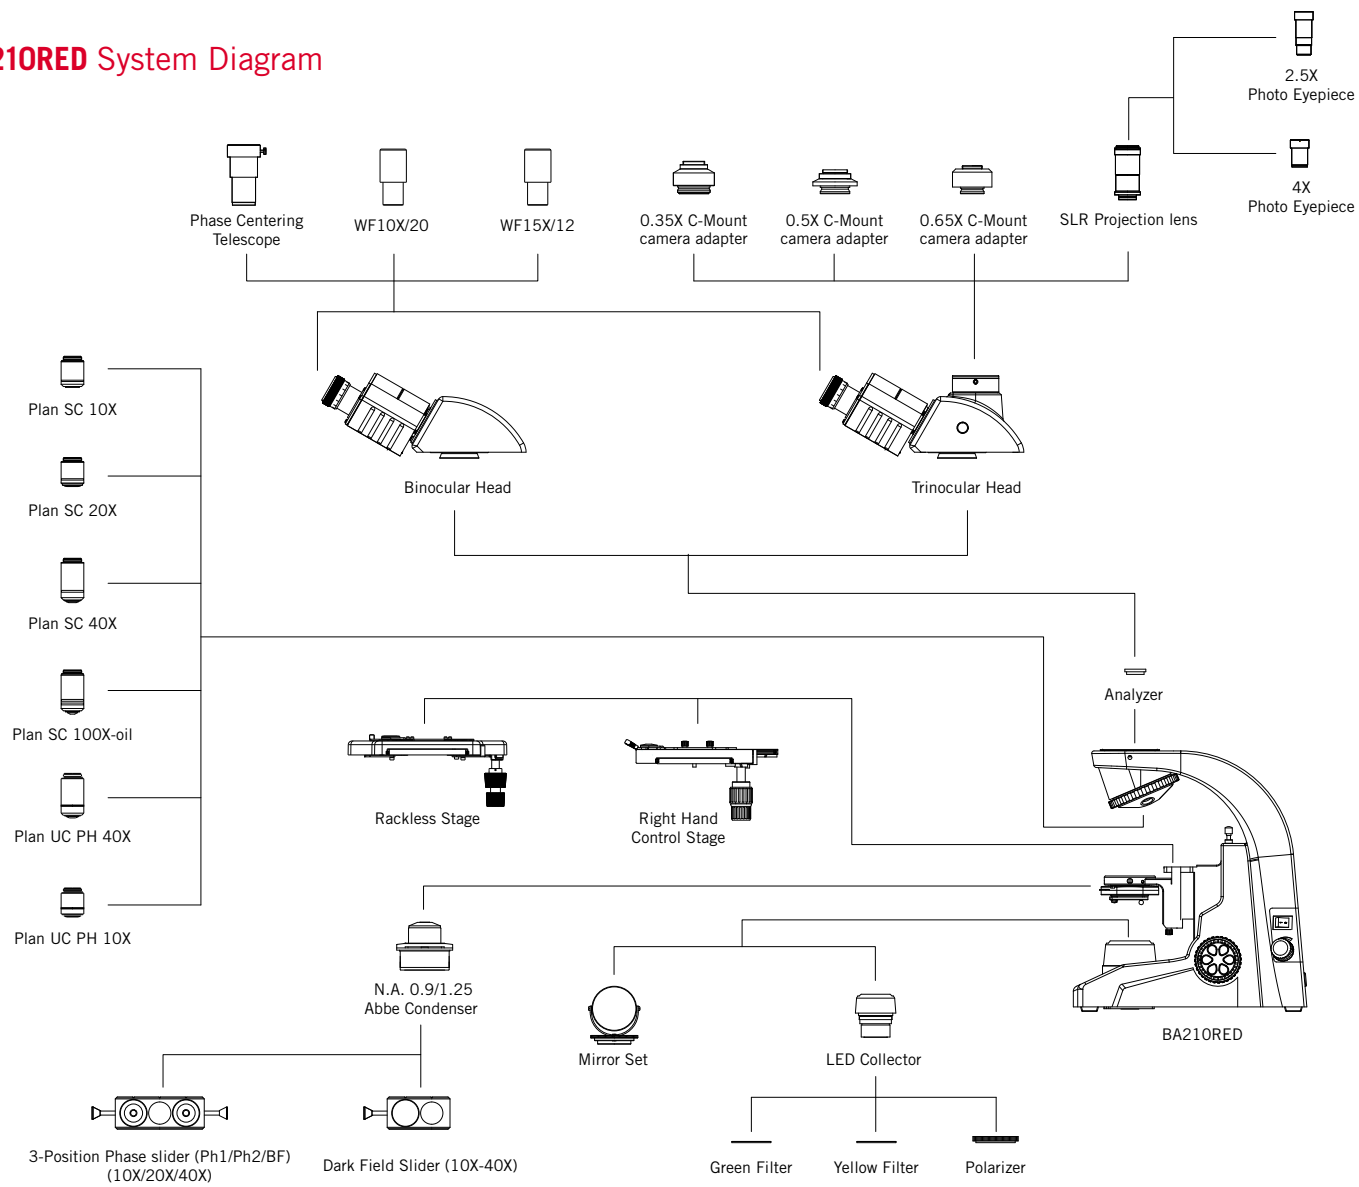 210RED System Diagram
2.5X
Photo Eyepiece
4X
Photo Eyepiece
Phase Centering
Telescope
WF10X/20
WF15X/12
0.35X C-Mount
camera adapter
0.5X C-Mount
camera adapter
0.65X C-Mount
camera adapter
SLR Projection lens
Plan SC 10X
Plan SC 20X
Plan SC 40X
Plan SC 100X-oil
Plan UC PH 40X
Plan UC PH 10X
Binocular Head
Trinocular Head
Analyzer
Rackless Stage
Right Hand
Control Stage
N.A. 0.9/1.25
Abbe Condenser
Mirror Set
LED Collector
BA210RED
3-Position Phase slider (Ph1/Ph2/BF)
(10X/20X/40X)
Dark Field Slider (10X-40X)
Green Filter
Yellow Filter
Polarizer